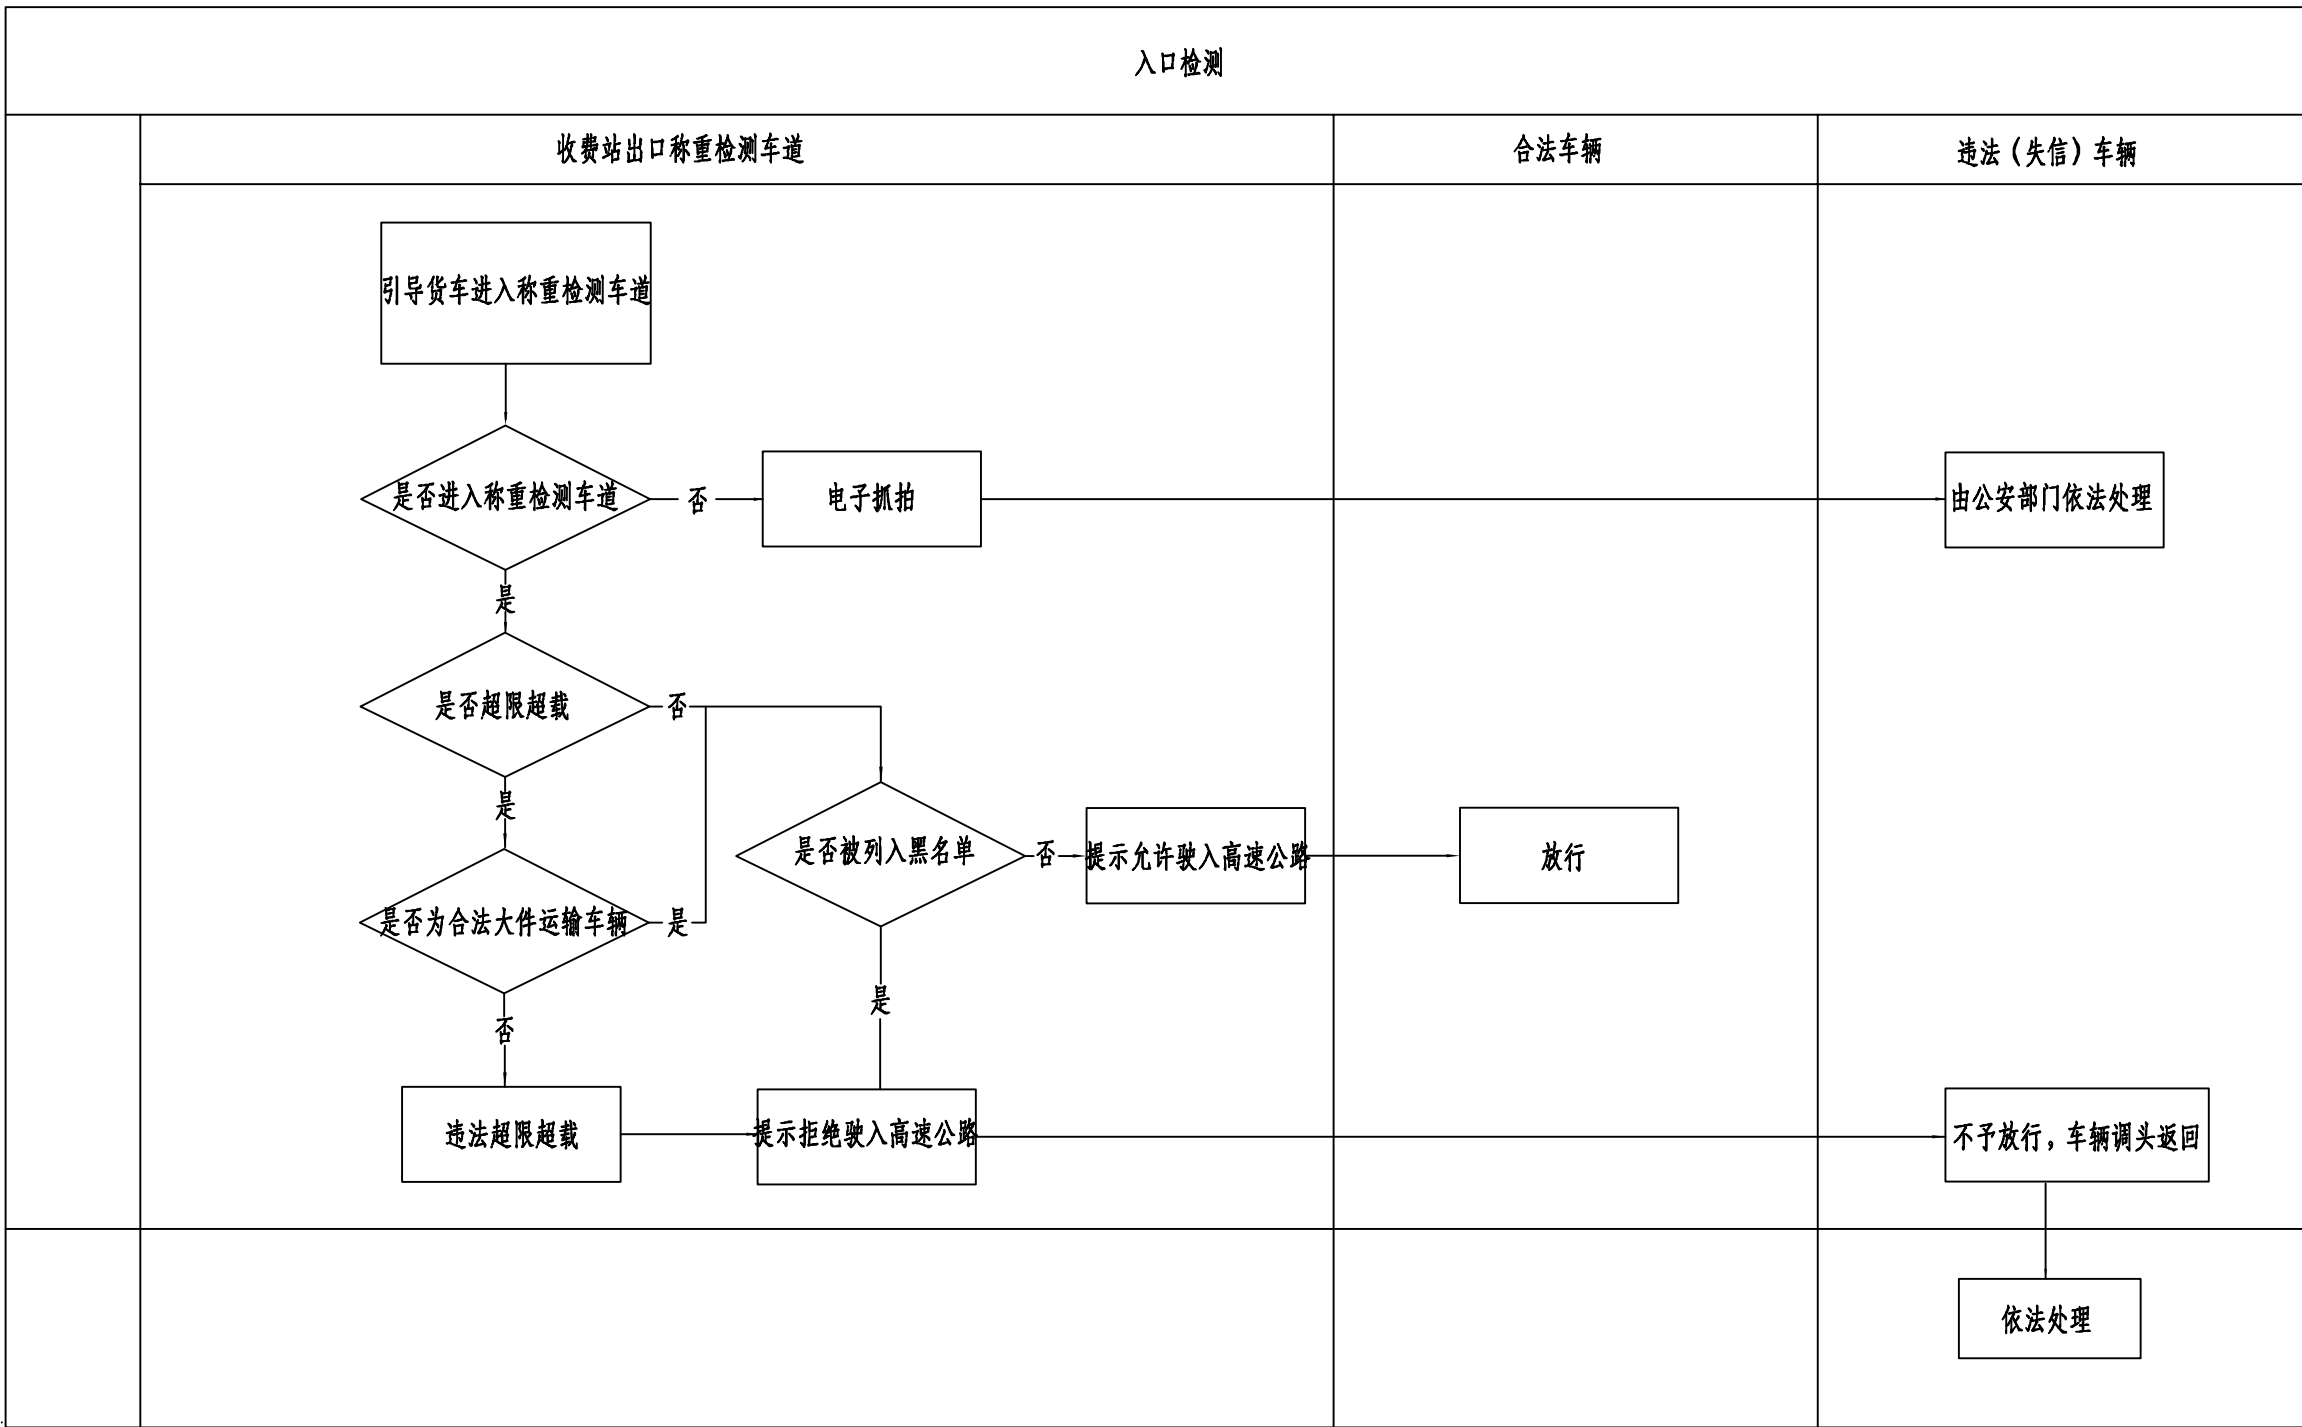 入口检测
收费站出口称重检测车道
合法车辆
违法（失信）车辆
引导货车进入称重检测车道
是否进入称重检测车道
否
电子抓拍
由公安部门依法处理
是
是否超限超载
否
是
是否被列入黑名单
否
提示允许驶入高速公路
放行
是否为合法大件运输车辆
是
是
否
违法超限超载
提示拒绝驶入高速公路
不予放行，车辆调头返回
依法处理